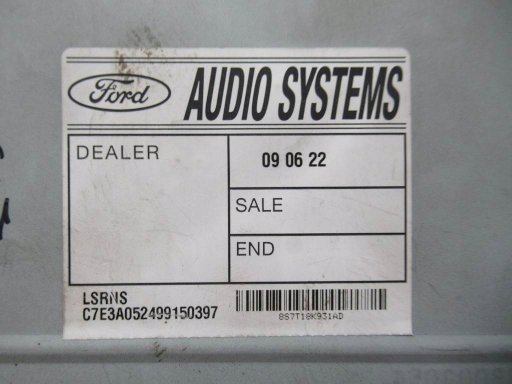 Ford AUDIO SYSTEMS
DEALER
09 06 22
SALE
END
LSRNS
C7E3A052499150397
8S7T18K931AD